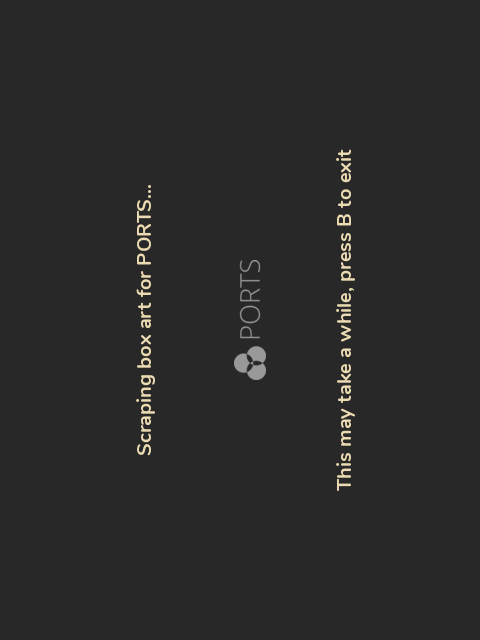 Scraping box art for PORTS...
PORTS
This may take a while, press B to exit